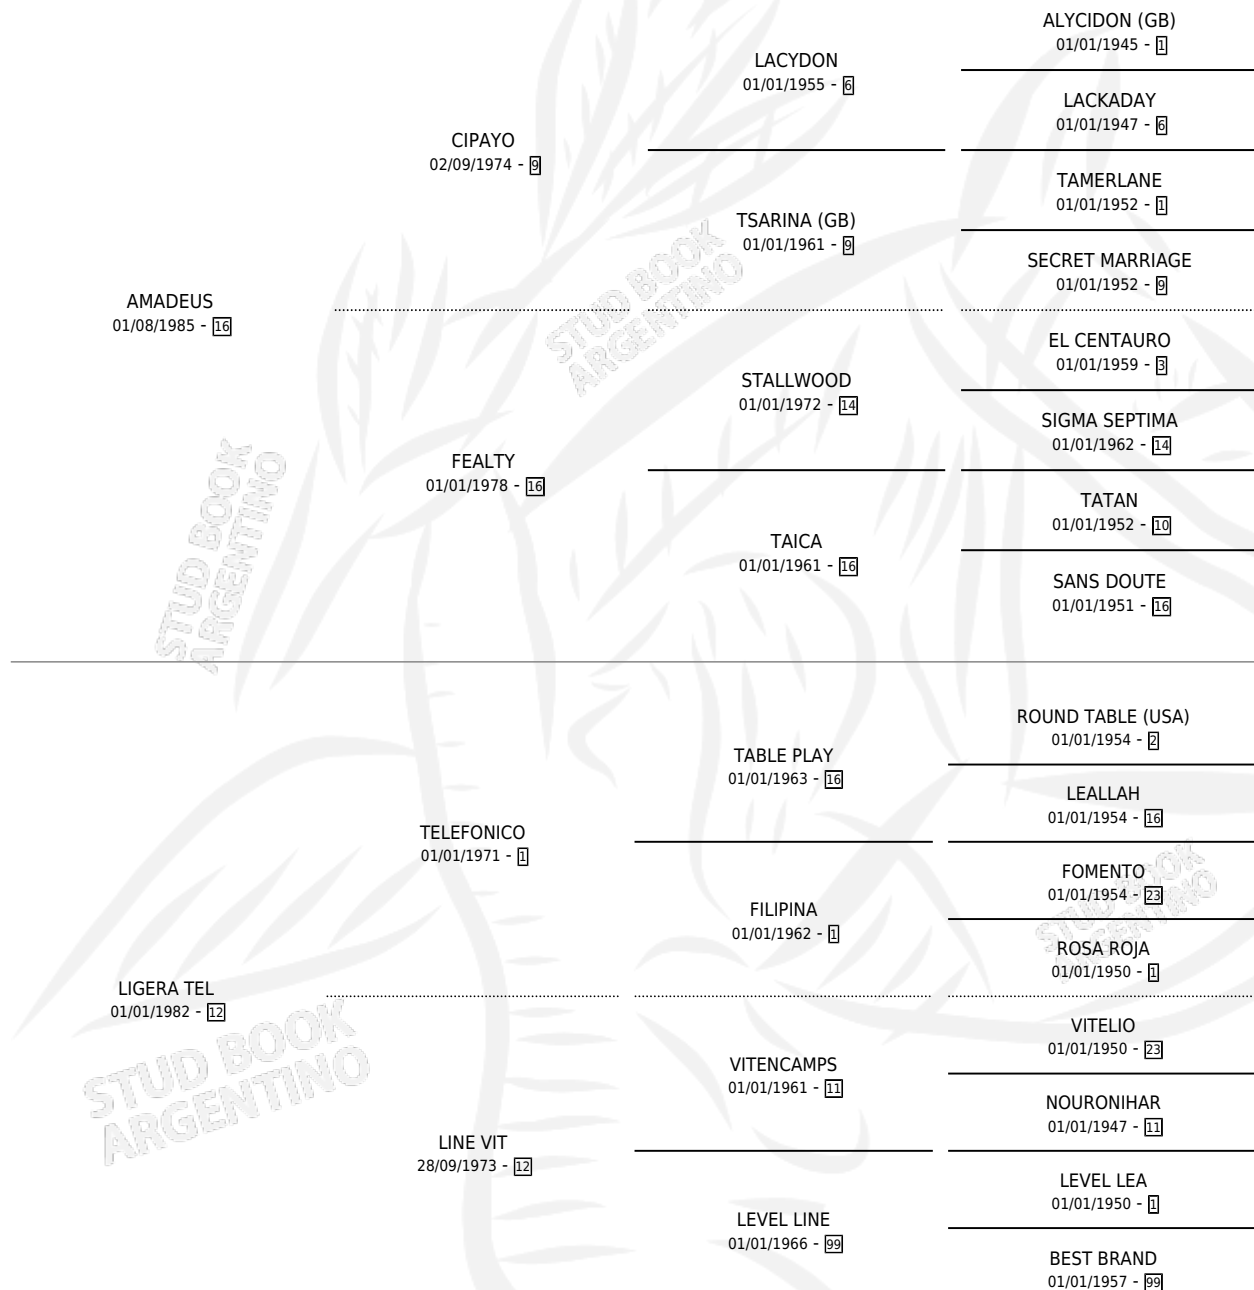 ALYCIDON (GB)
01/01/1945 - 1
LACYDON
01/01/1955 - 6
LACKADAY
01/01/1947 - 6
CIPAYO
02/09/1974 - 9
TAMERLANE
01/01/1952 - 1
TSARINA (GB)
01/01/1961 - 9
SECRET MARRIAGE
01/01/1952 - 9
AMADEUS
01/08/1985 - 16
EL CENTAURO
01/01/1959 - 3
STALLWOOD
01/01/1972 - 14
SIGMA SEPTIMA
01/01/1962 - 14
FEALTY
01/01/1978 - 16
TATAN
01/01/1952 - 10
TAICA
01/01/1961 - 16
SANS DOUTE
01/01/1951 - 16
STUD BOOK
ARGENTINO
STUD BOOK
ARGENTINO
ROUND TABLE (USA)
01/01/1954 - 2
TABLE PLAY
01/01/1963 - 16
LEALLAH
01/01/1954 - 16
TELEFONICO
01/01/1971 - 1
FOMENTO
01/01/1954 - 23
FILIPINA
01/01/1962 - 1
ROSA ROJA
01/01/1950 - 1
LIGERA TEL
01/01/1982 - 12
VITELIO
01/01/1950 - 23
VITENCAMPS
01/01/1961 - 11
NOURONIHAR
01/01/1947 - 11
LINE VIT
28/09/1973 - 12
LEVEL LEA
01/01/1950 - 1
LEVEL LINE
01/01/1966 - 99
BEST BRAND
01/01/1957 - 99
STUD BOOK
ARGENTINO
STUD BOOK
ARGENTINO